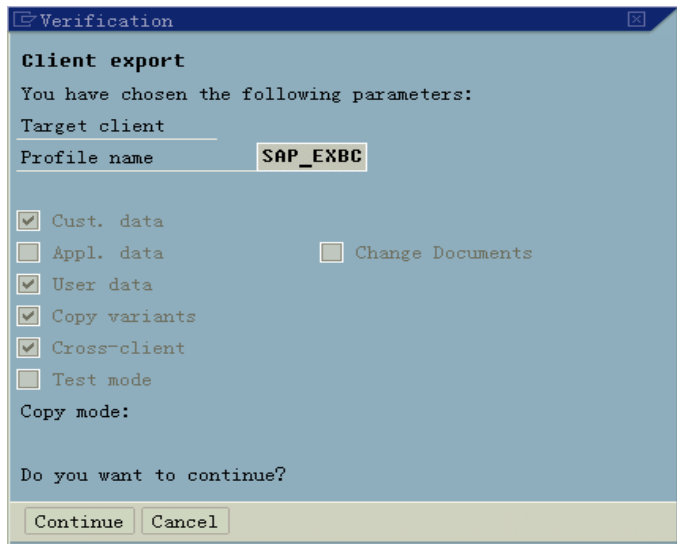 Verification
Client export
You have chosen the following parameters:
Target client
Profile name SAP_EXBC
Cust. data
Appl. data Change Documents
User data
Copy variants
Cross-client
Test mode
Copy mode:
Do you want to continue?
Continue Cancel